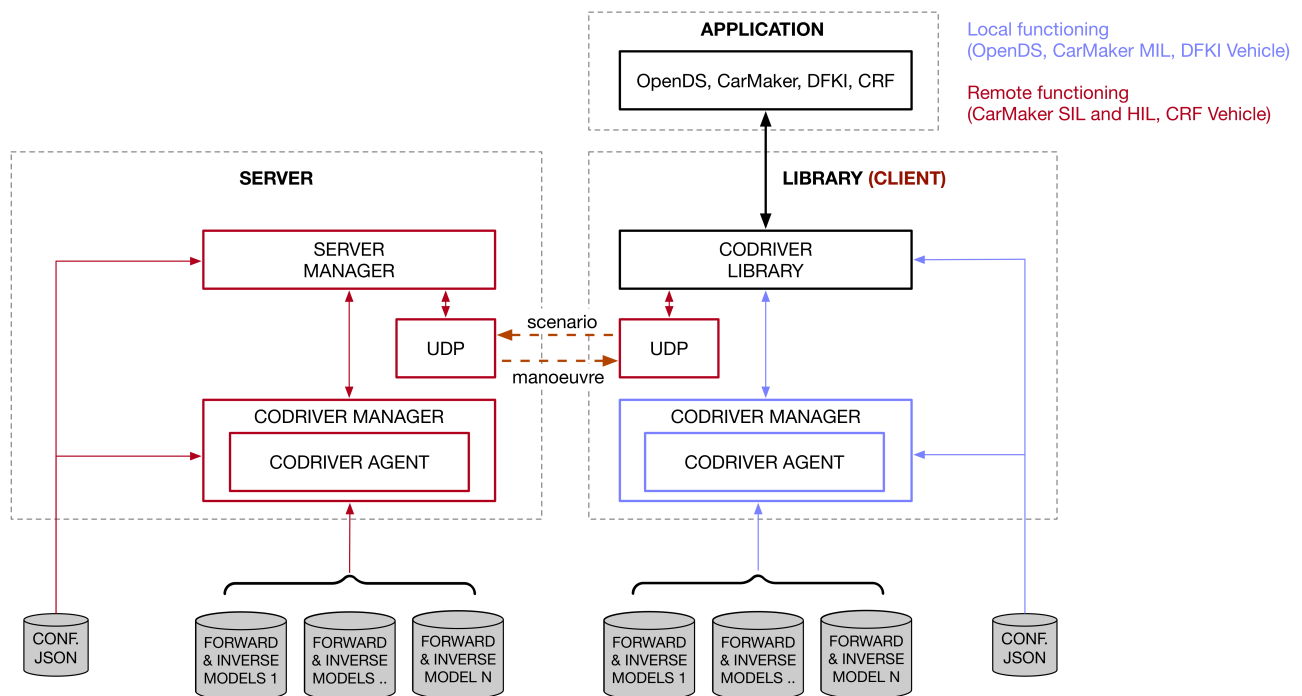 APPLICATION
OpenDS, CarMaker, DFKI, CRF
Local functioning
(OpenDS, CarMaker MIL, DFKI Vehicle)
Remote functioning
(CarMaker SIL and HIL, CRF Vehicle)
SERVER
SERVER
MANAGER
UDP
CODRIVER MANAGER
CODRIVER AGENT
scenario
manoeuvre
LIBRARY (CLIENT)
CODRIVER
LIBRARY
UDP
CODRIVER MANAGER
CODRIVER AGENT
CONF.
JSON
FORWARD
& INVERSE
MODELS 1
FORWARD
& INVERSE
MODELS ..
FORWARD
& INVERSE
MODEL N
FORWARD
& INVERSE
MODELS 1
FORWARD
& INVERSE
MODELS ..
FORWARD
& INVERSE
MODEL N
CONF.
JSON